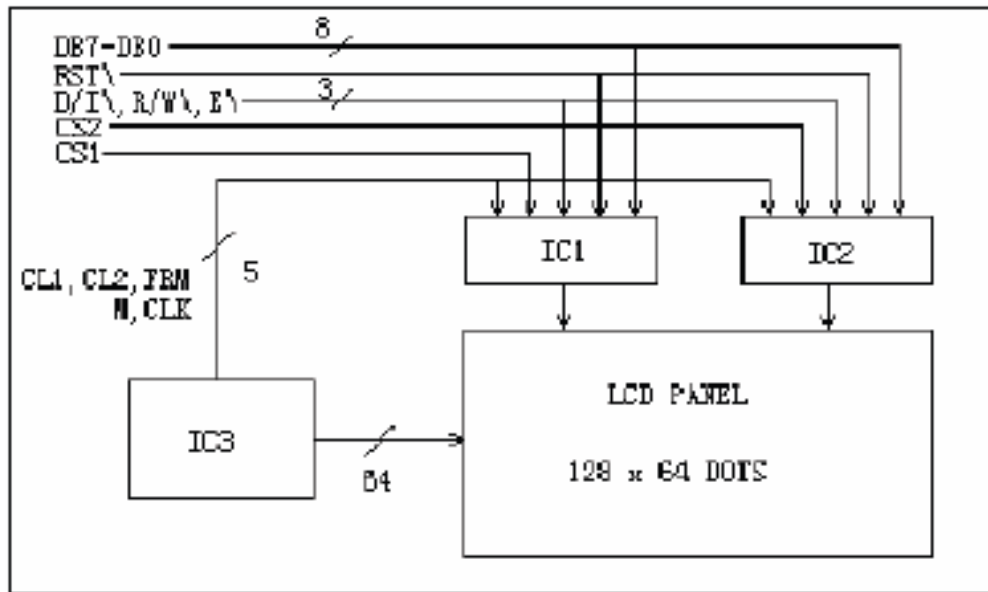 8
DB7-DB0
RST\
3
D/I\, R/W\, E\
CS2
CS1
IC1
IC2
5
CL1, CL2, FRM
M, CLK
LCD PANEL
IC3
64
128 x 64 DOTS